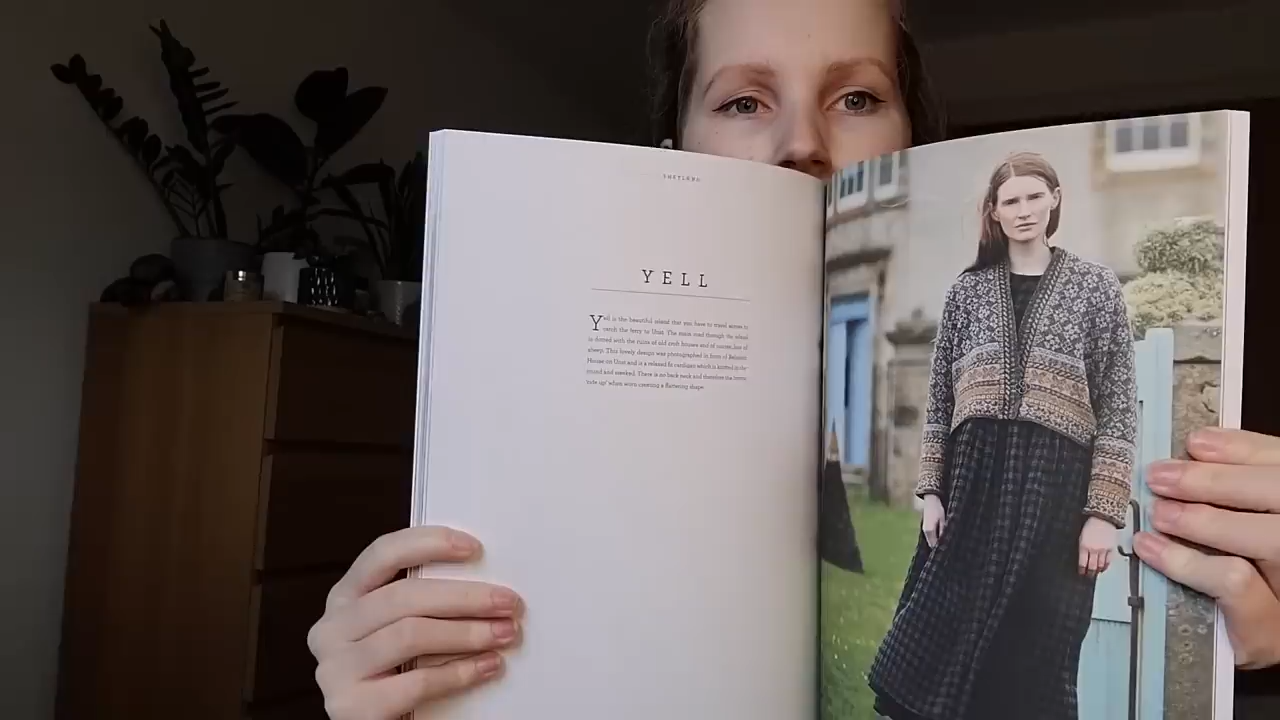 SHETLAND
YELL
Yell is the beautiful island that you have to travel across to
catch the ferry to Unst. The main road through the island
is dotted with the ruins of old croft houses and of course, lots of
sheep. This lovely design was photographed in front of Belmont
House on Unst and is a relaxed fit cardigan which is knitted in the
round and steeked. There is no back neck and therefore the fronts
'ride up' when worn creating a flattering shape.